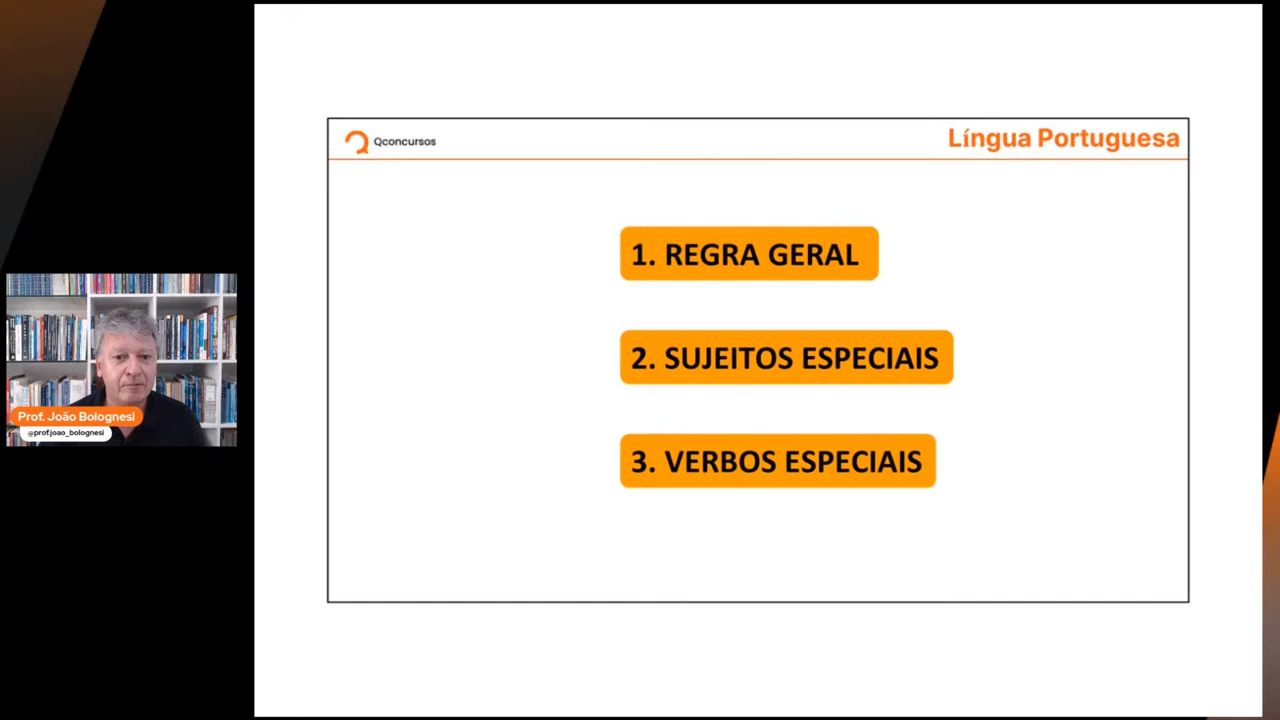 Qconcursos
Língua Portuguesa
1. REGRA GERAL
2. SUJEITOS ESPECIAIS
3. VERBOS ESPECIAIS
Prof. João Bolognesi
@prof.joao_bolognesi